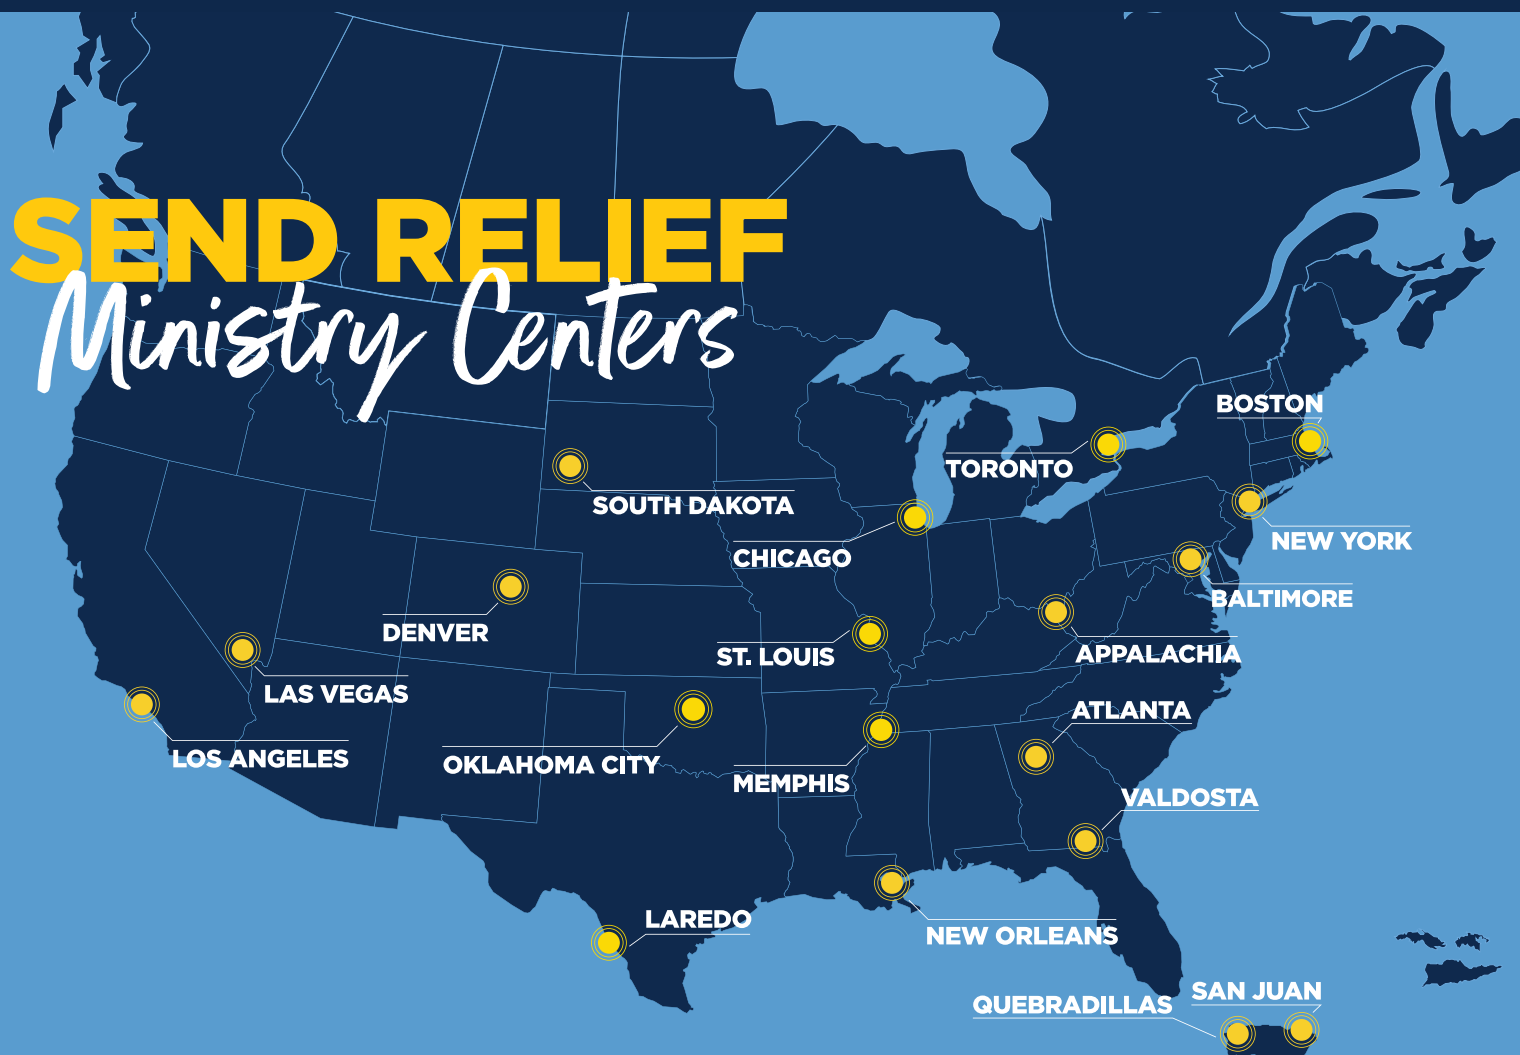 SEND RELIEF
Ministry Centers
BOSTON
TORONTO
SOUTH DAKOTA
NEW YORK
CHICAGO
BALTIMORE
DENVER
ST. LOUIS
APPALACHIA
LAS VEGAS
ATLANTA
LOS ANGELES
OKLAHOMA CITY
MEMPHIS
VALDOSTA
LAREDO
NEW ORLEANS
SAN JUAN
QUEBRADILLAS